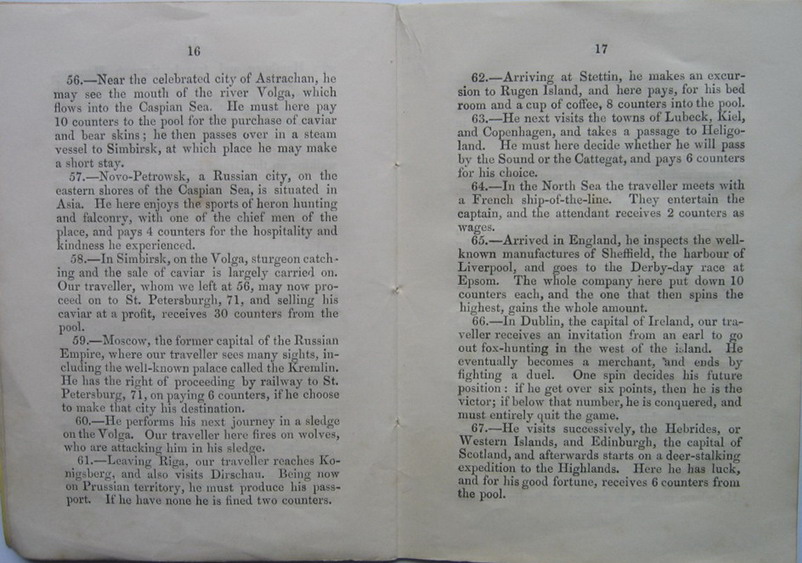 16
56.—Near the celebrated city of Astrachan, he
may see the mouth of the river Volga, which
flows into the Caspian Sea. He must here pay
10 counters to the pool for the purchase of caviar
and bear skins; he then passes over in a steam
vessel to Simbirsk, at which place he may make
a short stay.
57.—Novo-Petrowsk, a Russian city, on the
eastern shores of the Caspian Sea, is situated in
Asia. He here enjoys the sports of heron hunting
and falconry, with one of the chief men of the
place, and pays 4 counters for the hospitality and
kindness he experienced.
58.—In Simbirsk, on the Volga, sturgeon catch-
ing and the sale of caviar is largely carried on.
Our traveller, whom we left at 56, may now pro-
ceed on to St. Petersburgh, 71, and selling his
caviar at a profit, receives 30 counters from the
pool.
59.—Moscow, the former capital of the Russian
Empire, where our traveller sees many sights, in-
cluding the well-known palace called the Kremlin.
He has the right of proceeding by railway to St.
Petersburg, 71, on paying 6 counters, if he choose
to make that city his destination.
60.—He performs his next journey in a sledge
on the Volga. Our traveller here fires on wolves,
who are attacking him in his sledge.
61.—Leaving Riga, our traveller reaches Ko-
nigsberg, and also visits Dirschau. Being now
on Prussian territory, he must produce his pass-
port. If he have none he is fined two counters.
17
62.—Arriving at Stettin, he makes an excur-
sion to Rugen Island, and here pays, for his bed
room and a cup of coffee, 8 counters into the pool.
63.—He next visits the towns of Lubeck, Kiel,
and Copenhagen, and takes a passage to Heligo-
land. He must here decide whether he will pass
by the Sound or the Cattegat, and pays 6 counters
for his choice.
64.—In the North Sea the traveller meets with
a French ship-of-the-line. They entertain the
captain, and the attendant receives 2 counters as
wages.
65.—Arrived in England, he inspects the well-
known manufactures of Sheffield, the harbour of
Liverpool, and goes to the Derby-day race at
Epsom. The whole company here put down 10
counters each, and the one that then spins the
highest, gains the whole amount.
66.—In Dublin, the capital of Ireland, our tra-
veller receives an invitation from an earl to go
out fox-hunting in the west of the island. He
eventually becomes a merchant, and ends by
fighting a duel. One spin decides his future
position: if he get over six points, then he is the
victor; if below that number, he is conquered, and
must entirely quit the game.
67.—He visits successively, the Hebrides, or
Western Islands, and Edinburgh, the capital of
Scotland, and afterwards starts on a deer-stalking
expedition to the Highlands. Here he has luck,
and for his good fortune, receives 6 counters from
the pool.